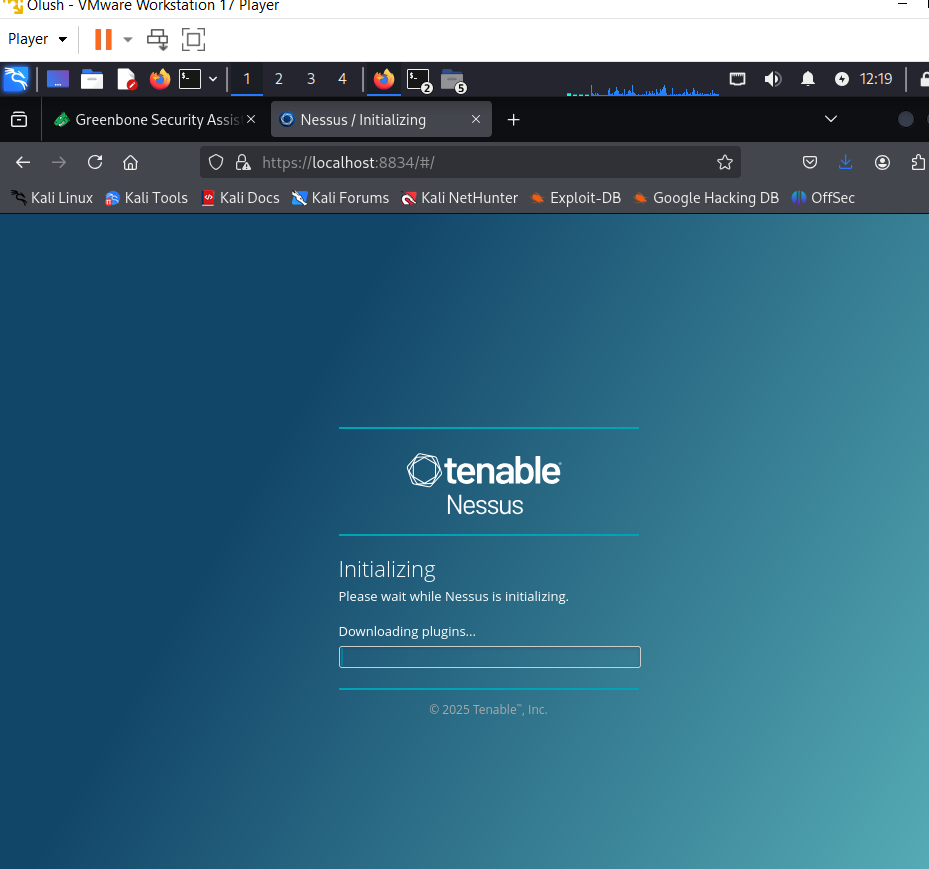 Olush - VMware Workstation 17 Player
Player
1 2 3 4 2 5 12:19
Greenbone Security Assis Nessus / Initializing
https://localhost:8834/#/
Kali Linux Kali Tools Kali Docs Kali Forums Kali NetHunter Exploit-DB Google Hacking DB OffSec
tenable
Nessus
Initializing
Please wait while Nessus is initializing.
Downloading plugins...
© 2025 Tenable™, Inc.